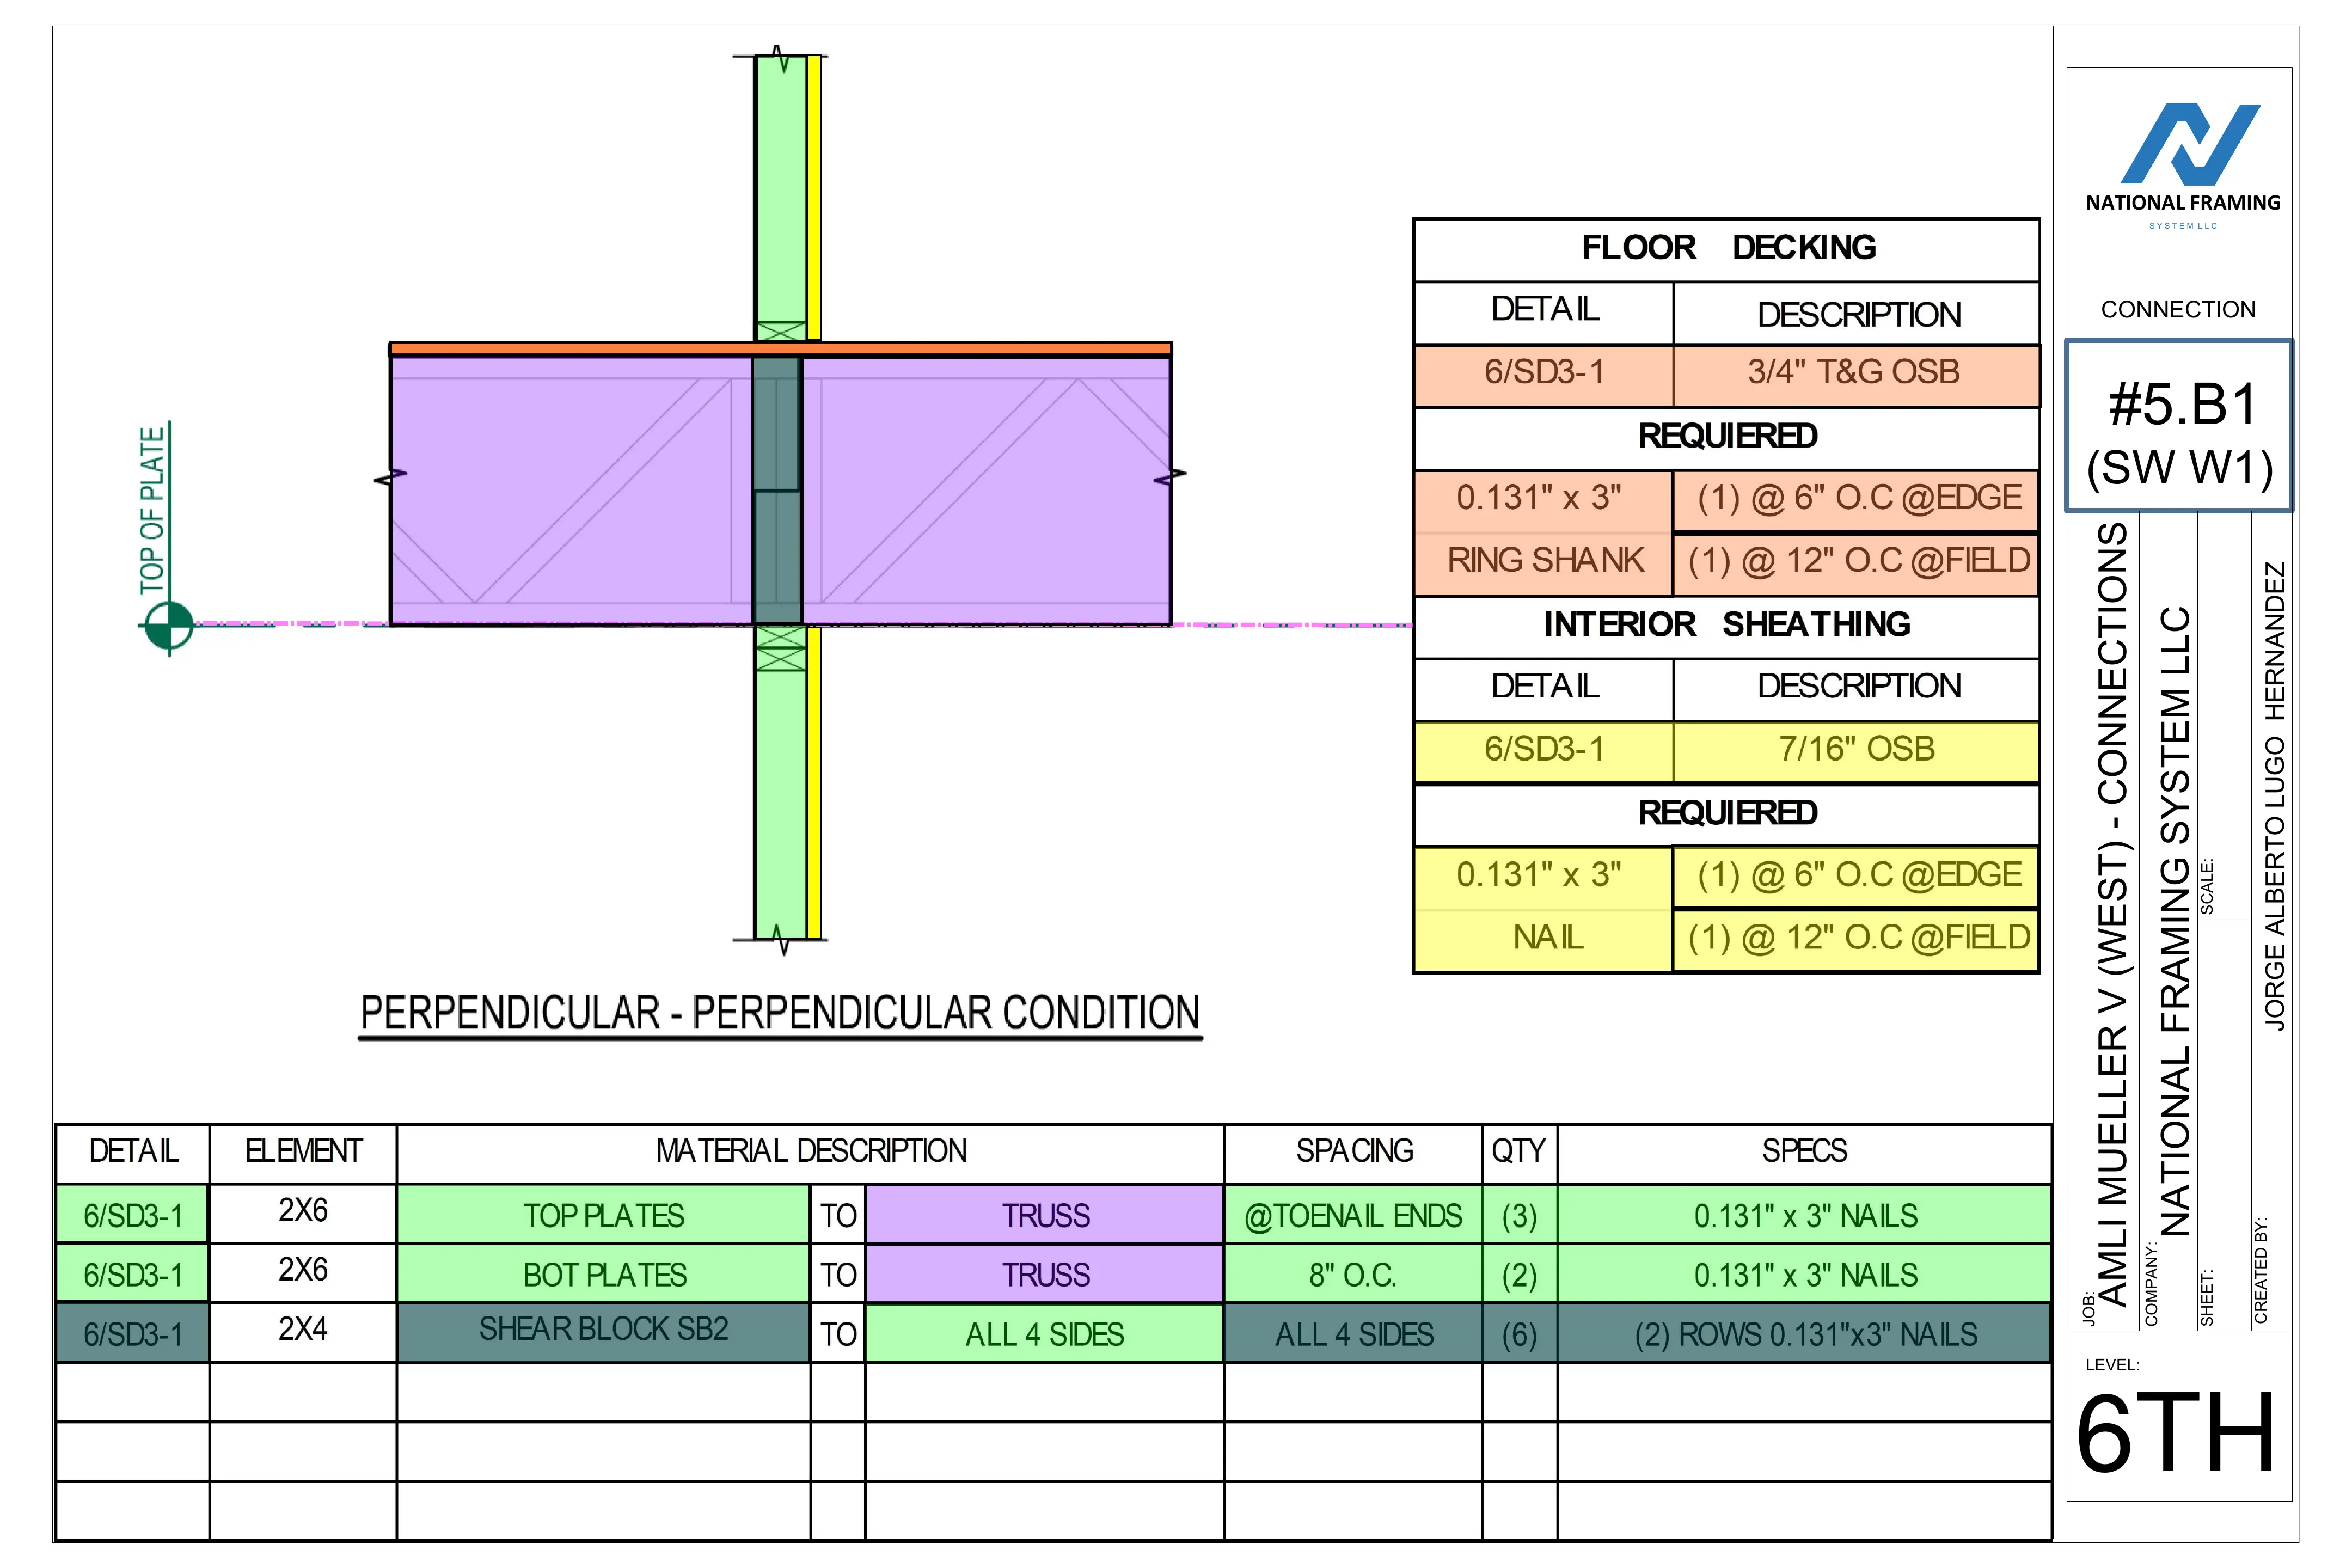 TOP OF PLATE
PERPENDICULAR - PERPENDICULAR CONDITION
FLOOR DECKING
DETAIL DESCRIPTION
6/SD3-1 3/4" T&G OSB
REQUIERED
0.131" x 3" (1) @ 6" O.C @EDGE
RING SHANK (1) @ 12" O.C @FIELD
INTERIOR SHEATHING
DETAIL DESCRIPTION
6/SD3-1 7/16" OSB
REQUIERED
0.131" x 3" (1) @ 6" O.C @EDGE
NAIL (1) @ 12" O.C @FIELD
DETAIL ELEMENT MATERIAL DESCRIPTION SPACING QTY SPECS
6/SD3-1 2X6 TOP PLATES TO TRUSS @TOENAIL ENDS (3) 0.131" x 3" NAILS
6/SD3-1 2X6 BOT PLATES TO TRUSS 8" O.C. (2) 0.131" x 3" NAILS
6/SD3-1 2X4 SHEAR BLOCK SB2 TO ALL 4 SIDES ALL 4 SIDES (6) (2) ROWS 0.131"x3" NAILS
NATIONAL FRAMING
SYSTEM LLC
CONNECTION
#5.B1
(SW W1)
JOB:
AMLI MUELLER V (WEST) - CONNECTIONS
COMPANY:
NATIONAL FRAMING SYSTEM LLC
SCALE:
SHEET:
CREATED BY:
JORGE ALBERTO LUGO HERNANDEZ
LEVEL:
6TH